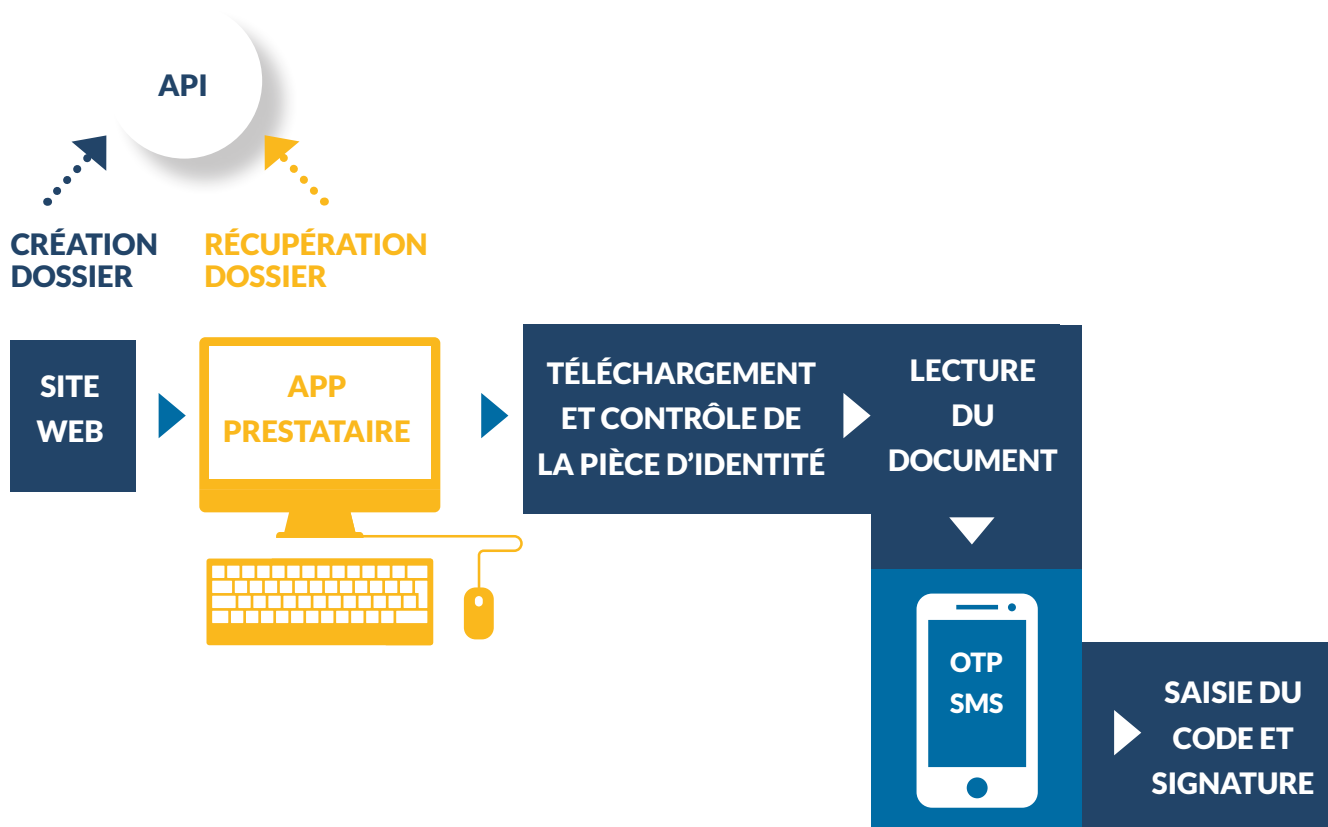 API
CRÉATION
DOSSIER
RÉCUPÉRATION
DOSSIER
SITE
WEB
APP
PRESTATAIRE
TÉLÉCHARGEMENT
ET CONTRÔLE DE
LA PIÈCE D'IDENTITÉ
LECTURE
DU
DOCUMENT
OTP
SMS
SAISIE DU
CODE ET
SIGNATURE